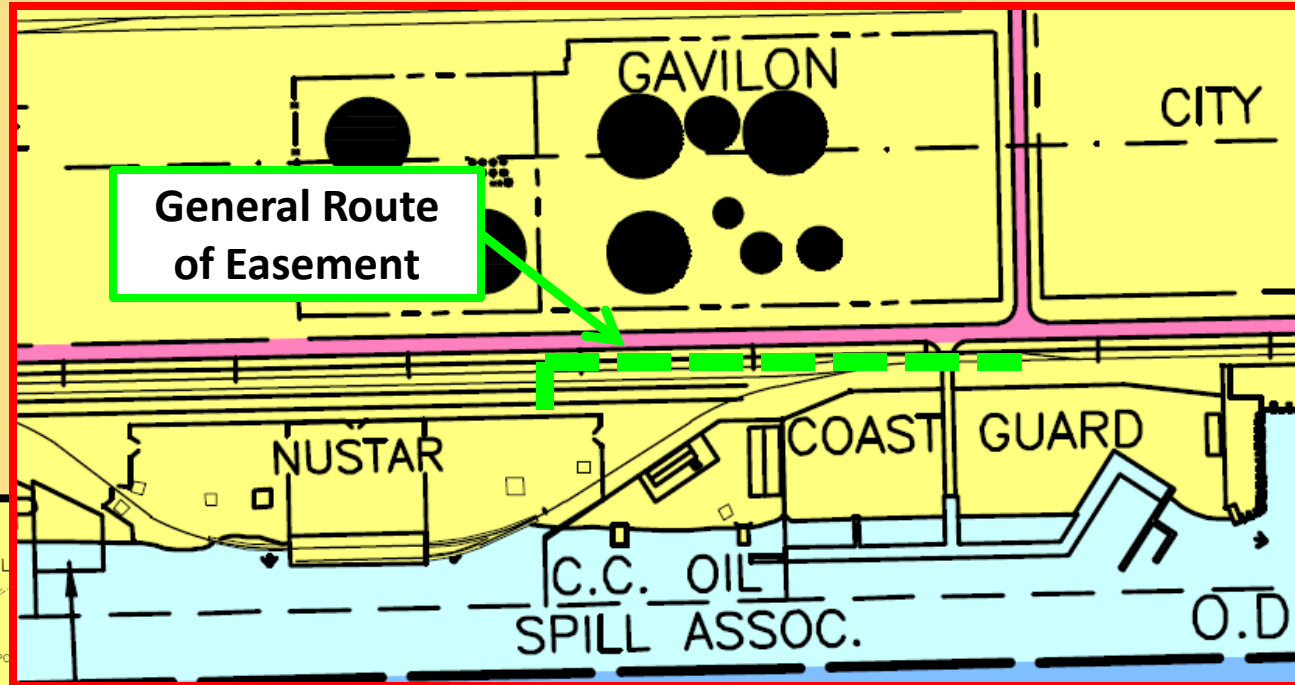 GAVILON
CITY
General Route
of Easement
NUSTAR
COAST GUARD
C.C. OIL
SPILL ASSOC.
O.D